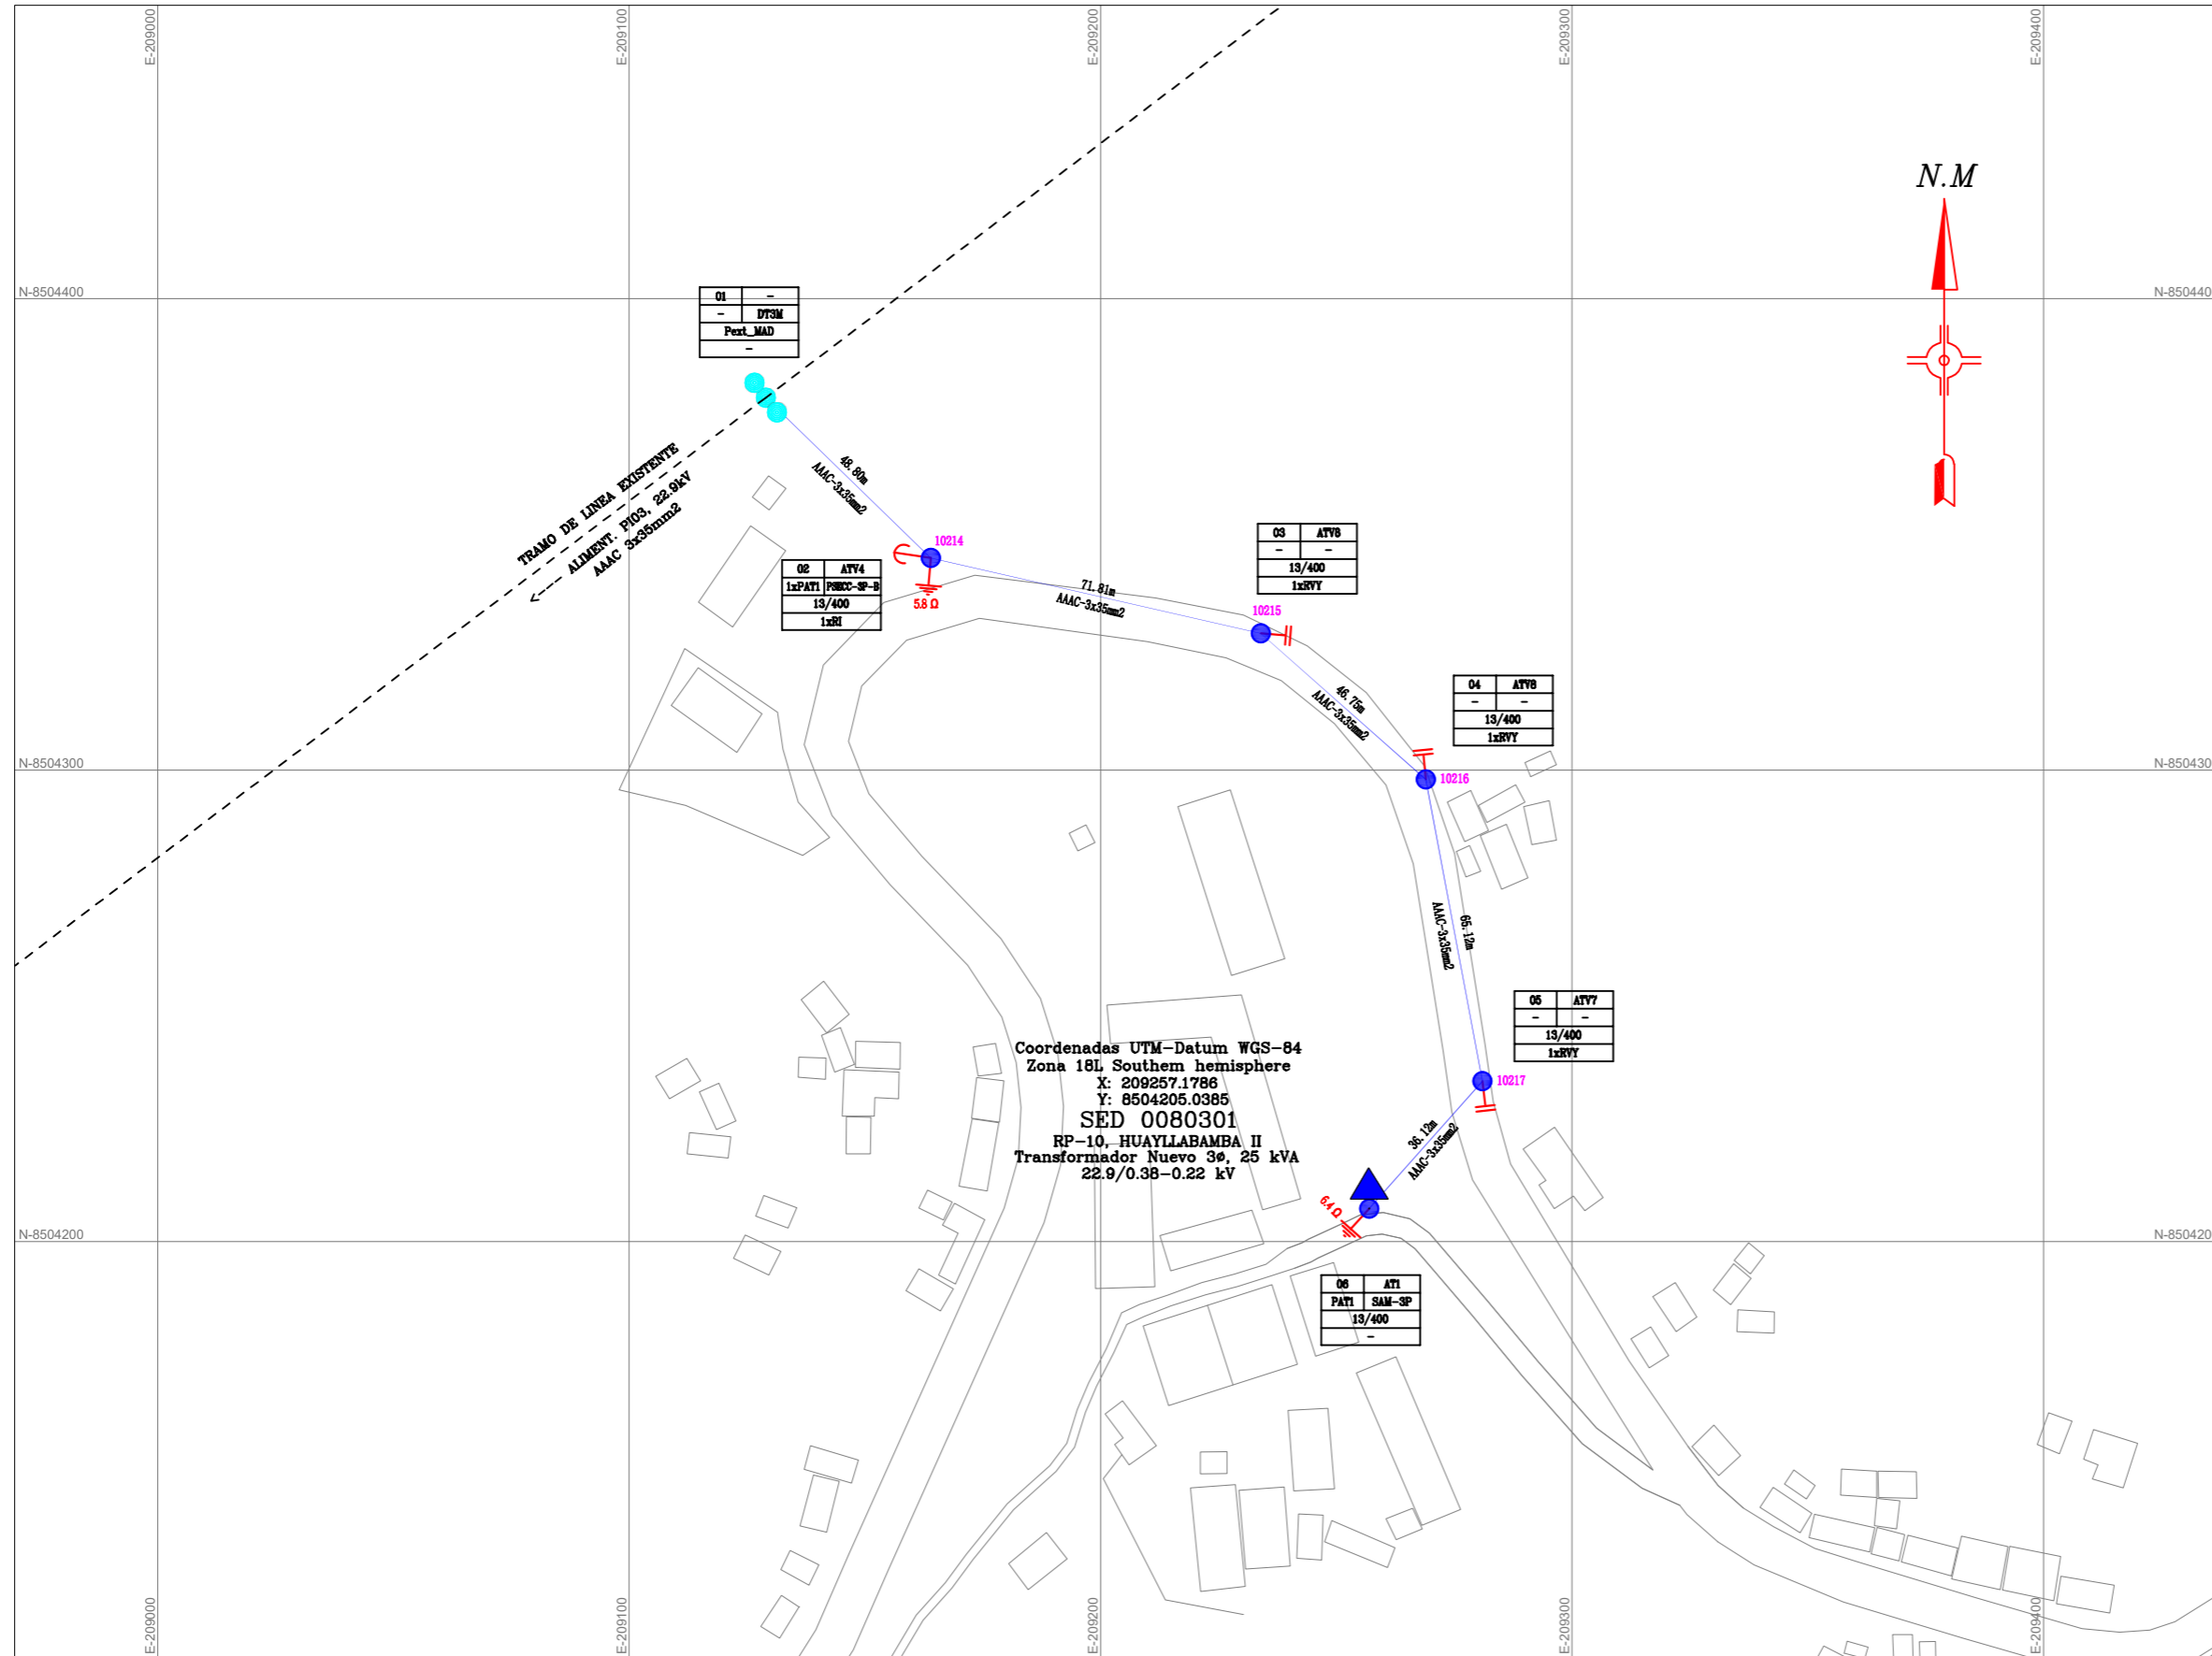 E-209000
E-209100
E-209200
E-209300
E-209400
N.M
N-8504400
N-850440
01 -
- DT3M
Pext_MAD
-
TRAMO DE LINEA EXISTENTE
ALIMENT. PI03, 22.9kV
AAAC 3x35mm2
48.80m
AAAC-3x35mm2
10214
02 ATV4
1xPAT1 PSECC-3P-B
13/400
1xRI
5.8 Ω
71.81m
AAAC-3x35mm2
03 ATV6
- -
13/400
1xRVY
10215
46.75m
AAAC-3x35mm2
04 ATV8
- -
13/400
1xRVY
N-8504300
N-850430
10216
65.12m
AAAC-3x35mm2
05 ATV7
- -
13/400
1xRVY
10217
Coordenadas UTM-Datum WGS-84
Zona 18L Southem hemisphere
X: 209257.1786
Y: 8504205.0385
SED 0080301
RP-10, HUAYLLABAMBA II
Transformador Nuevo 3ø, 25 kVA
22.9/0.38-0.22 kV
36.12m
AAAC-3x35mm2
6.4 Ω
N-8504200
N-850420
06 AT1
PAT1 SAM-3P
13/400
-
E-209000
E-209100
E-209200
E-209300
E-209400